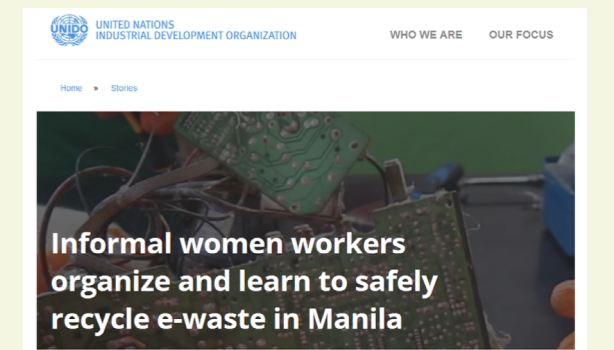 UNIDO
UNITED NATIONS
INDUSTRIAL DEVELOPMENT ORGANIZATION
WHO WE ARE OUR FOCUS
Home » Stories
Informal women workers
organize and learn to safely
recycle e-waste in Manila